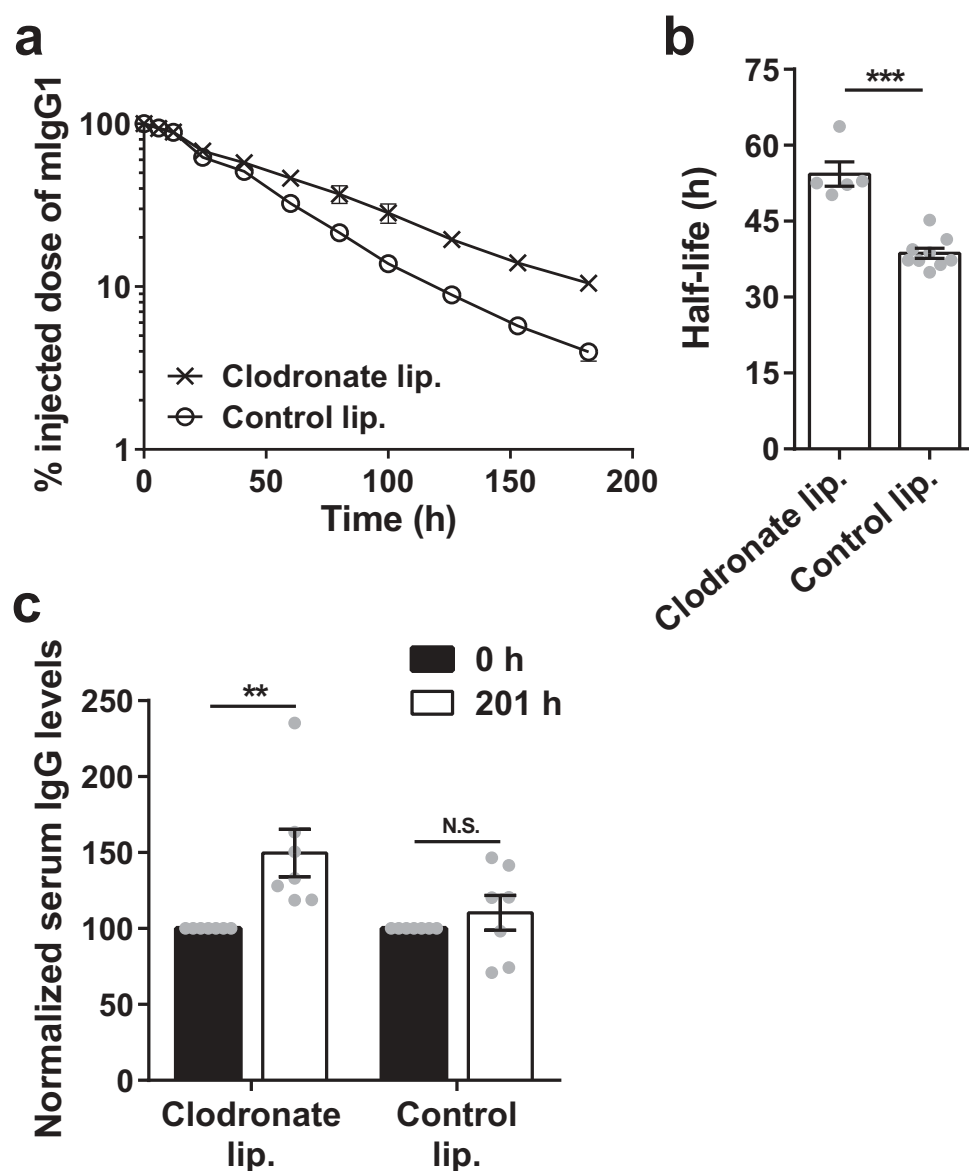 a
% injected dose of mIgG1
100
10
1
Clodronate lip.
Control lip.
0 50 100 150 200
Time (h)
b
Half-life (h)
75
60
45
30
15
0
***
Clodronate lip.
Control lip.
c
Normalized serum IgG levels
0 h
201 h
250
200
150
100
50
0
**
N.S.
Clodronate
lip.
Control
lip.